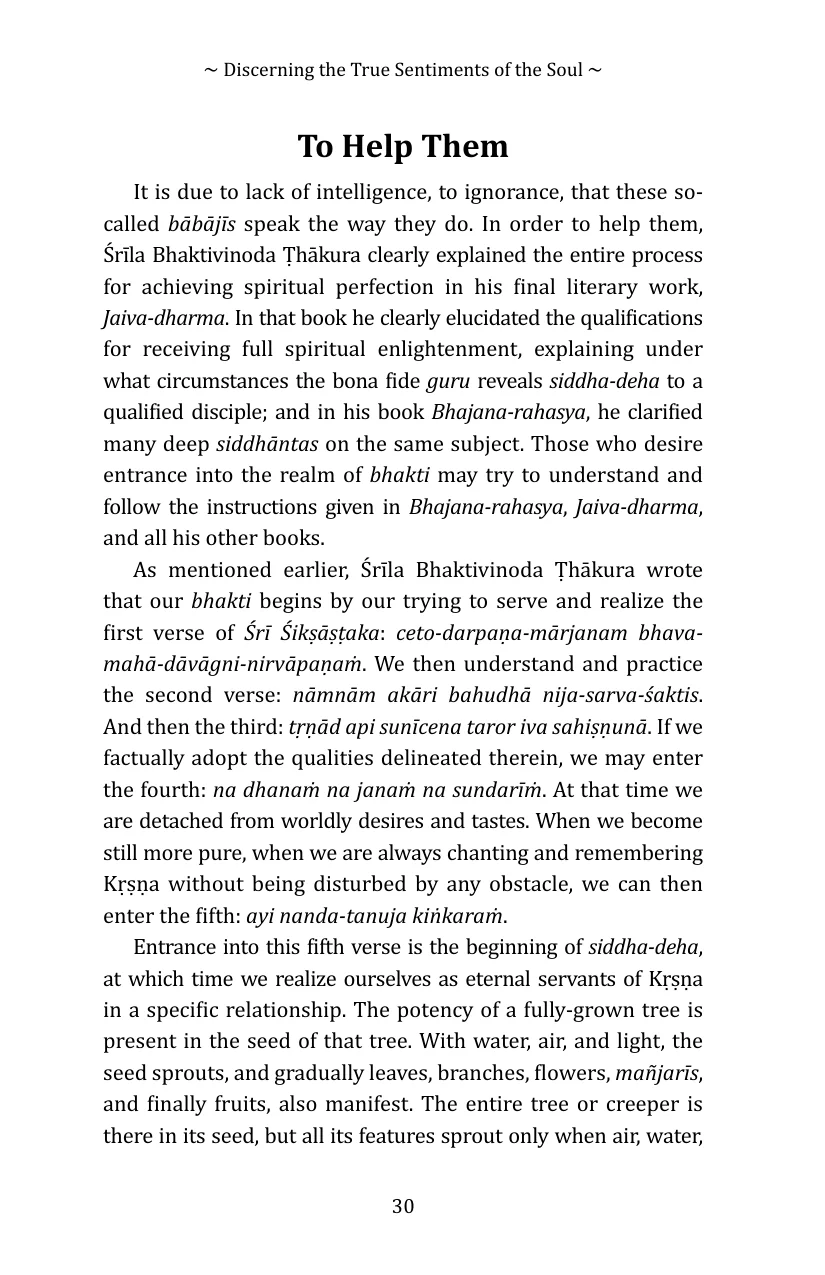 ~ Discerning the True Sentiments of the Soul ~
To Help Them
It is due to lack of intelligence, to ignorance, that these so-
called bābājīs speak the way they do. In order to help them,
Śrīla Bhaktivinoda Ṭhākura clearly explained the entire process
for achieving spiritual perfection in his final literary work,
Jaiva-dharma. In that book he clearly elucidated the qualifications
for receiving full spiritual enlightenment, explaining under
what circumstances the bona fide guru reveals siddha-deha to a
qualified disciple; and in his book Bhajana-rahasya, he clarified
many deep siddhāntas on the same subject. Those who desire
entrance into the realm of bhakti may try to understand and
follow the instructions given in Bhajana-rahasya, Jaiva-dharma,
and all his other books.
As mentioned earlier, Śrīla Bhaktivinoda Ṭhākura wrote
that our bhakti begins by our trying to serve and realize the
first verse of Śrī Śikṣāṣṭaka: ceto-darpaṇa-mārjanam bhava-
mahā-dāvāgni-nirvāpaṇaṁ. We then understand and practice
the second verse: nāmnām akāri bahudhā nija-sarva-śaktis.
And then the third: tṛṇād api sunīcena taror iva sahiṣṇunā. If we
factually adopt the qualities delineated therein, we may enter
the fourth: na dhanaṁ na janaṁ na sundarīṁ. At that time we
are detached from worldly desires and tastes. When we become
still more pure, when we are always chanting and remembering
Kṛṣṇa without being disturbed by any obstacle, we can then
enter the fifth: ayi nanda-tanuja kiṅkaraṁ.
Entrance into this fifth verse is the beginning of siddha-deha,
at which time we realize ourselves as eternal servants of Kṛṣṇa
in a specific relationship. The potency of a fully-grown tree is
present in the seed of that tree. With water, air, and light, the
seed sprouts, and gradually leaves, branches, flowers, mañjarīs,
and finally fruits, also manifest. The entire tree or creeper is
there in its seed, but all its features sprout only when air, water,
30